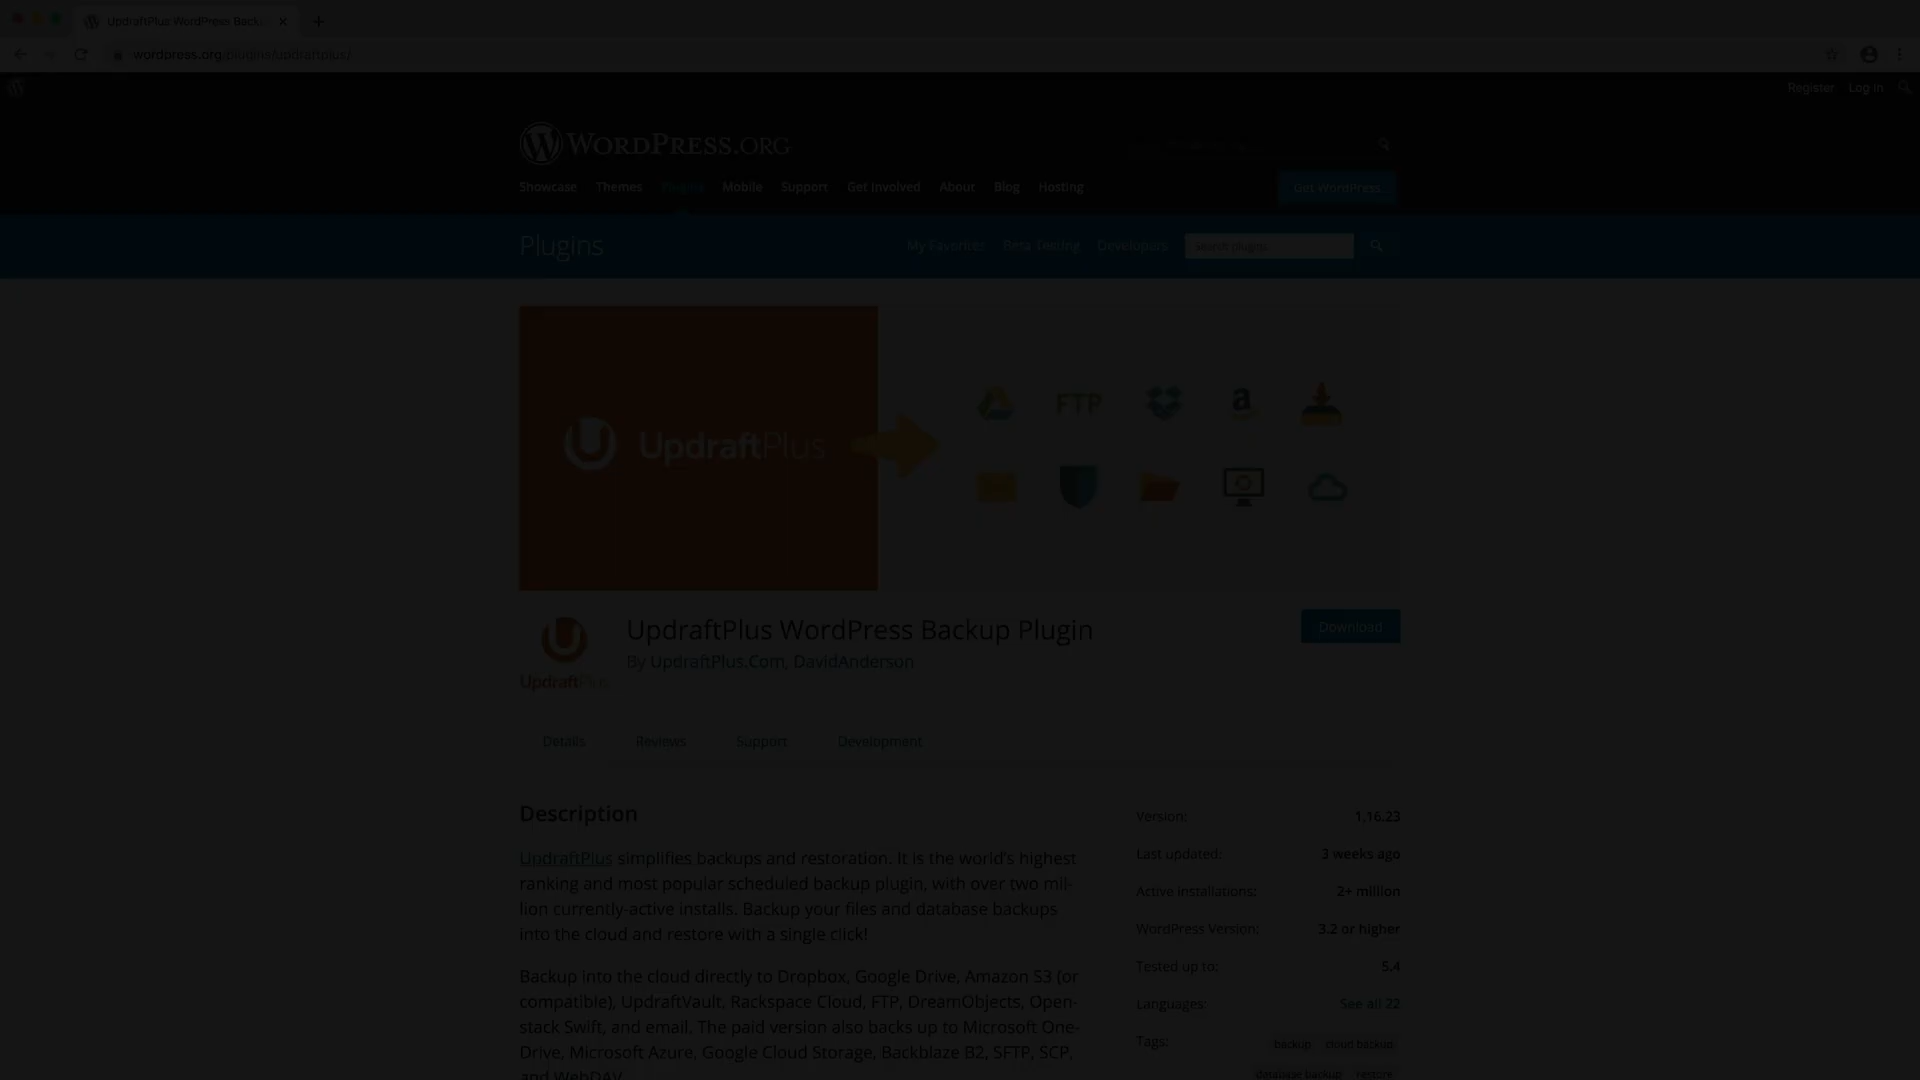 UpdraftPlus WordPress Back
wordpress.org/plugins/updraftplus/
Register Log in
WORDPRESS.ORG
Showcase Themes Plugins Mobile Support Get Involved About Blog Hosting
Get WordPress
Plugins
My Favorites Beta Testing Developers
Search plugins
FTP
a
UpdraftPlus
UpdraftPlus WordPress Backup Plugin
Download
By UpdraftPlus.Com, DavidAnderson
UpdraftPlus
Details Reviews Support Development
Description
UpdraftPlus simplifies backups and restoration. It is the world's highest
ranking and most popular scheduled backup plugin, with over two mil-
lion currently-active installs. Backup your files and database backups
into the cloud and restore with a single click!
Backup into the cloud directly to Dropbox, Google Drive, Amazon S3 (or
compatible), UpdraftVault, Rackspace Cloud, FTP, DreamObjects, Open-
stack Swift, and email. The paid version also backs up to Microsoft One-
Drive, Microsoft Azure, Google Cloud Storage, Backblaze B2, SFTP, SCP,
and WebDAV.
Version: 1.16.23
Last updated: 3 weeks ago
Active installations: 2+ million
WordPress Version: 3.2 or higher
Tested up to: 5.4
Languages: See all 22
Tags: backup cloud backup
database backup restore